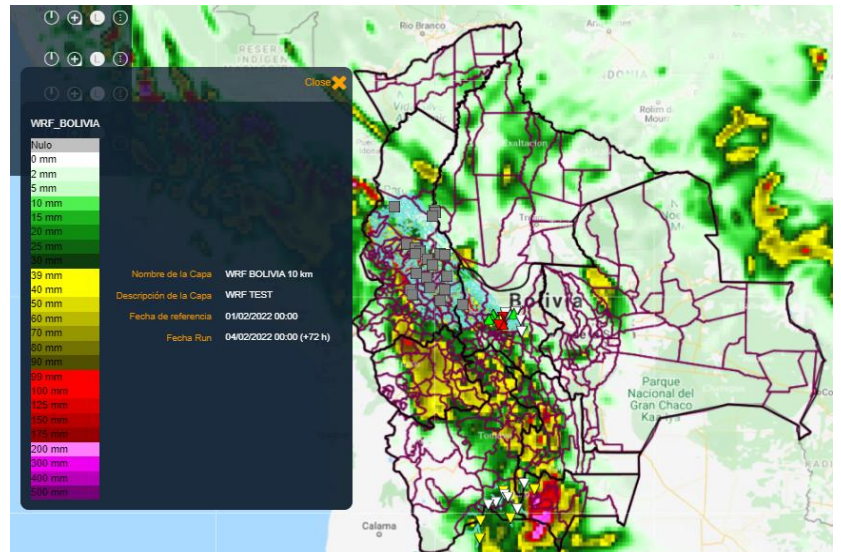 Rio Branco
RESER
INDIGEN
Close
WRF_BOLIVIA
Nulo
0 mm
2 mm
5 mm
10 mm
15 mm
20 mm
25 mm
30 mm
39 mm
40 mm
50 mm
60 mm
70 mm
80 mm
90 mm
99 mm
100 mm
125 mm
150 mm
175 mm
200 mm
300 mm
400 mm
500 mm
Nombre de la Capa WRF BOLIVIA 10 km
Descripción de la Capa WRF TEST
Fecha de referencia 01/02/2022 00:00
Fecha Run 04/02/2022 00:00 (+72 h)
Rolim d
Mour
Exaltacion
Bolivia
Parque
Nacional del
Gran Chaco
Calama